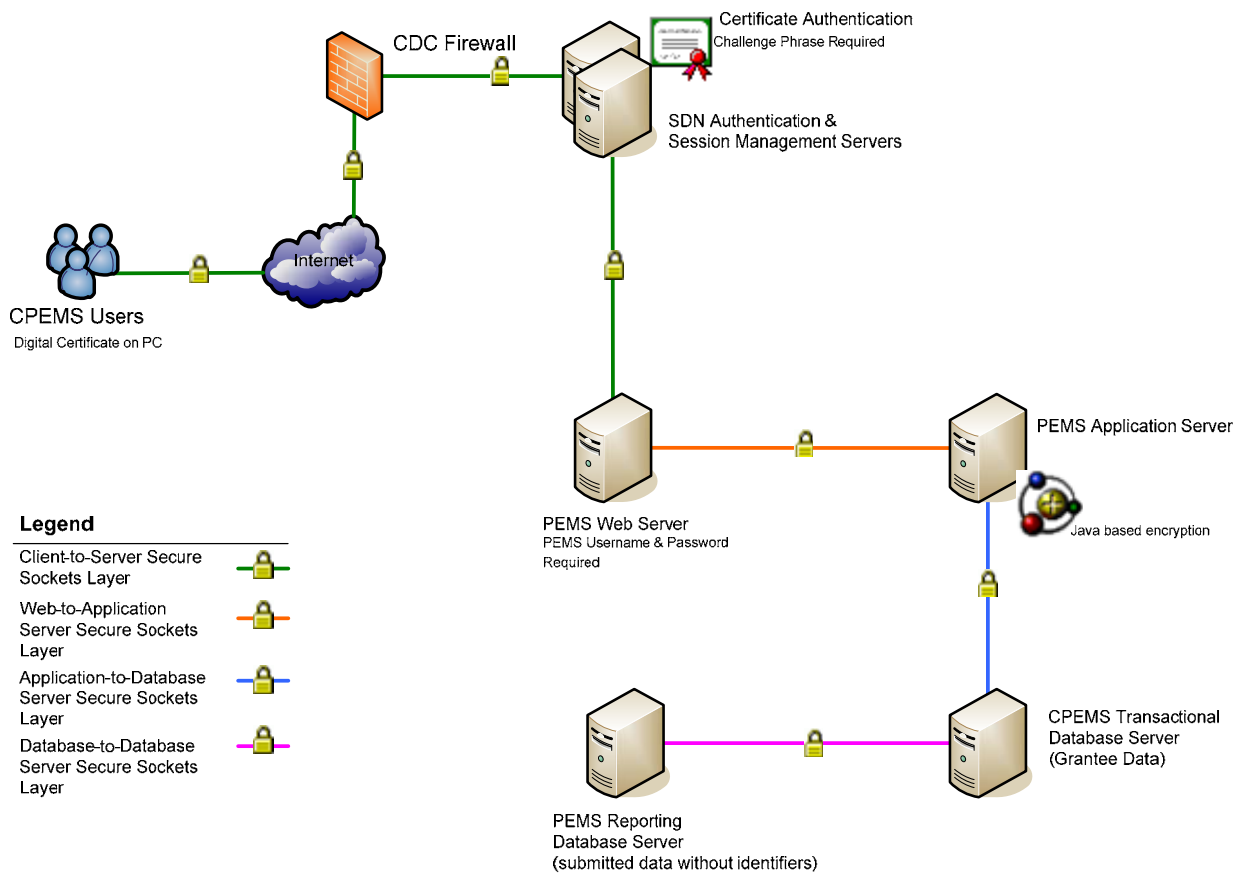 Certificate Authentication
Challenge Phrase Required
CDC Firewall
SDN Authentication &
Session Management Servers
Internet
CPEMS Users
Digital Certificate on PC
PEMS Application Server
Java based encryption
PEMS Web Server
PEMS Username & Password
Required
Legend
Client-to-Server Secure
Sockets Layer
Web-to-Application
Server Secure Sockets
Layer
Application-to-Database
Server Secure Sockets
Layer
Database-to-Database
Server Secure Sockets
Layer
CPEMS Transactional
Database Server
(Grantee Data)
PEMS Reporting
Database Server
(submitted data without identifiers)